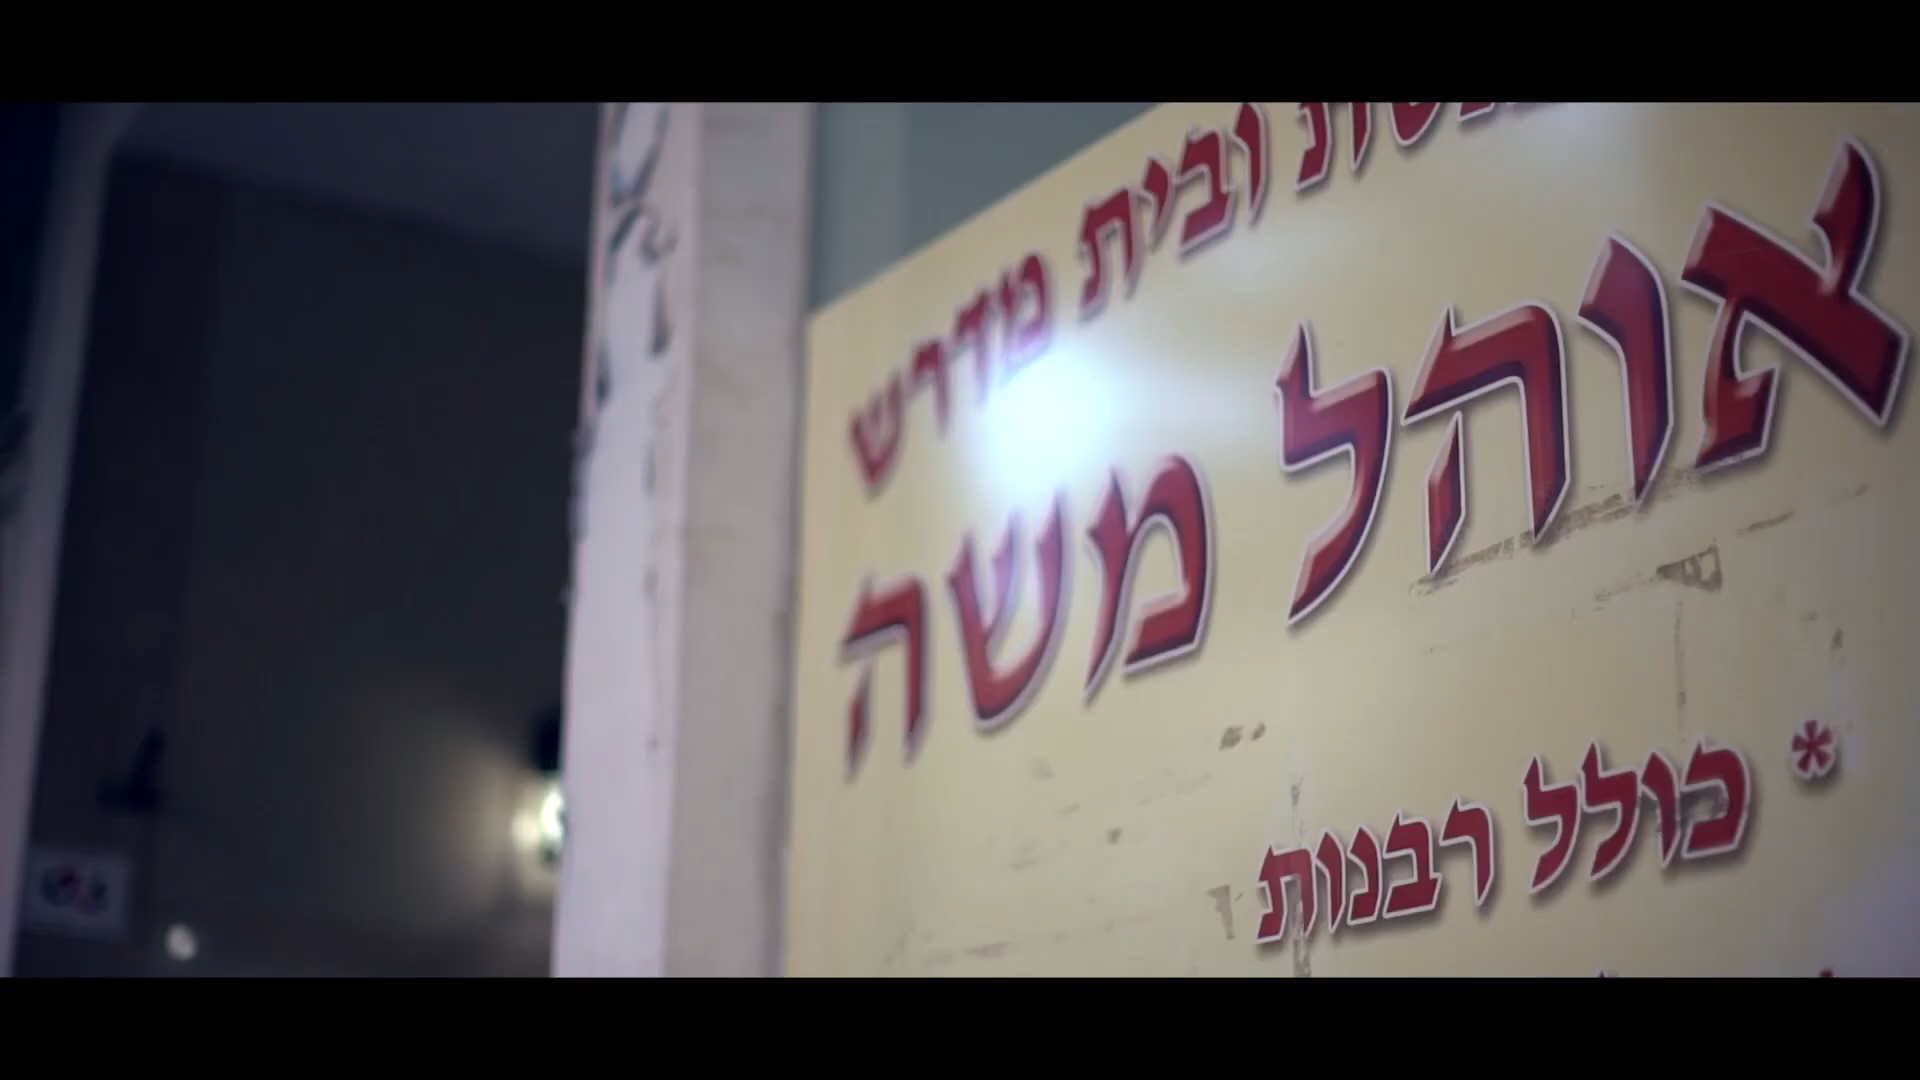 ובית מדרש
אוהל משה
* כולל רבנות